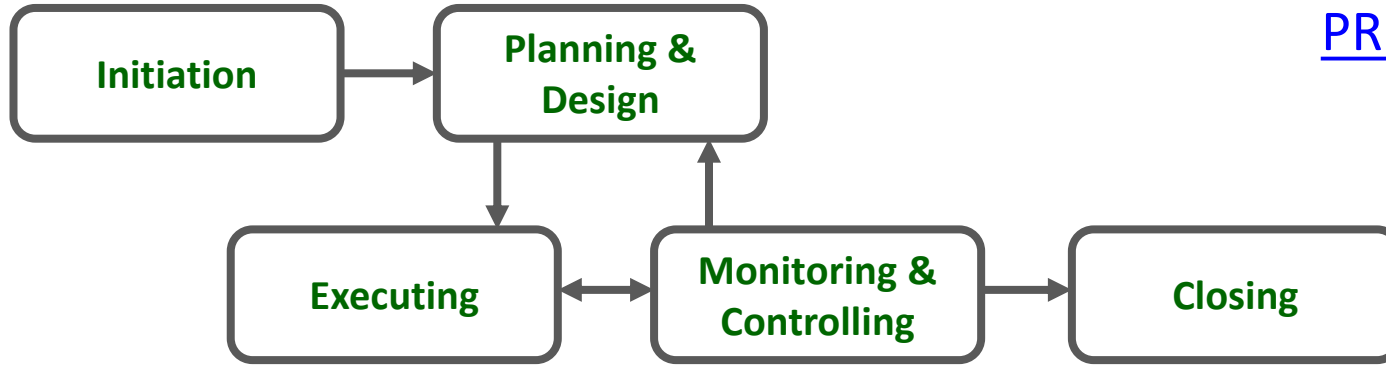 Initiation
Planning &
Design
PR
Executing
Monitoring &
Controlling
Closing